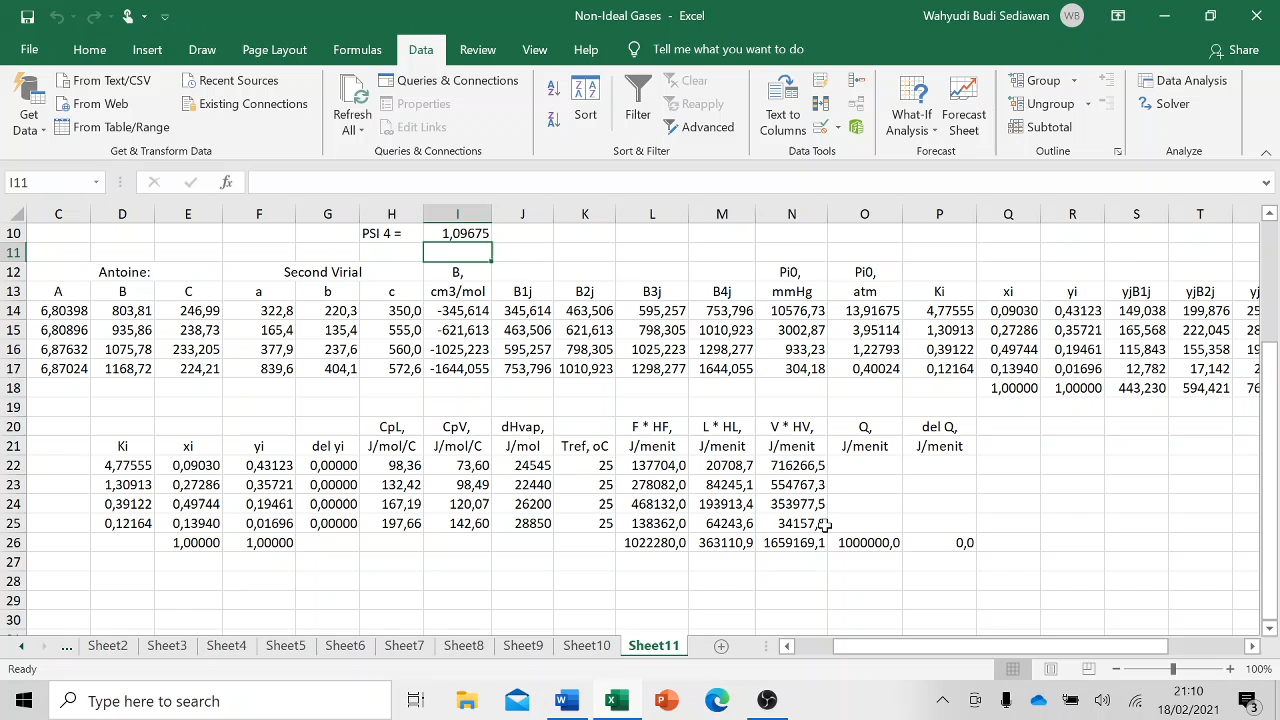 Non-Ideal Gases - Excel
Wahyudi Budi Sediawan WB
File Home Insert Draw Page Layout Formulas Data Review View Help Tell me what you want to do Share
Get Data
From Text/CSV
From Web
From Table/Range
Recent Sources
Existing Connections
Get & Transform Data
Refresh All
Queries & Connections
Properties
Edit Links
Queries & Connections
Sort
Filter
Clear
Reapply
Advanced
Sort & Filter
Text to Columns
Data Tools
What-If Analysis
Forecast Sheet
Forecast
Group
Ungroup
Subtotal
Outline
Data Analysis
Solver
Analyze
I11 fx
C D E F G H I J K L M N O P Q R S T
10 PSI 4 = 1,09675
11
12 Antoine: Second Virial B, Pi0, Pi0,
13 A B C a b c cm3/mol B1j B2j B3j B4j mmHg atm Ki xi yi yjB1j yjB2j yj
14 6,80398 803,81 246,99 322,8 220,3 350,0 -345,614 345,614 463,506 595,257 753,796 10576,73 13,91675 4,77555 0,09030 0,43123 149,038 199,876 25
15 6,80896 935,86 238,73 165,4 135,4 555,0 -621,613 463,506 621,613 798,305 1010,923 3002,87 3,95114 1,30913 0,27286 0,35721 165,568 222,045 28
16 6,87632 1075,78 233,205 377,9 237,6 560,0 -1025,223 595,257 798,305 1025,223 1298,277 933,23 1,22793 0,39122 0,49744 0,19461 115,843 155,358 19
17 6,87024 1168,72 224,21 839,6 404,1 572,6 -1644,055 753,796 1010,923 1298,277 1644,055 304,18 0,40024 0,12164 0,13940 0,01696 12,782 17,142 2
18 1,00000 1,00000 443,230 594,421 76
19
20 CpL, CpV, dHvap, F * HF, L * HL, V * HV, Q, del Q,
21 Ki xi yi del yi J/mol/C J/mol/C J/mol Tref, oC J/menit J/menit J/menit J/menit J/menit
22 4,77555 0,09030 0,43123 0,00000 98,36 73,60 24545 25 137704,0 20708,7 716266,5
23 1,30913 0,27286 0,35721 0,00000 132,42 98,49 22440 25 278082,0 84245,1 554767,3
24 0,39122 0,49744 0,19461 0,00000 167,19 120,07 26200 25 468132,0 193913,4 353977,5
25 0,12164 0,13940 0,01696 0,00000 197,66 142,60 28850 25 138362,0 64243,6 34157,
26 1,00000 1,00000 1022280,0 363110,9 1659169,1 1000000,0 0,0
27
28
29
30
... Sheet2 Sheet3 Sheet4 Sheet5 Sheet6 Sheet7 Sheet8 Sheet9 Sheet10 Sheet11
Ready 100%
Type here to search
21:10
18/02/2021
3